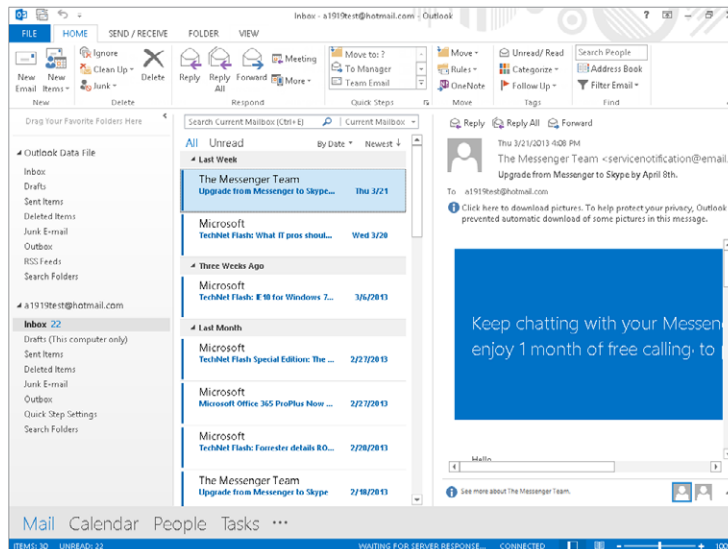 Inbox - a1919test@hotmail.com - Outlook
FILE HOME SEND / RECEIVE FOLDER VIEW
New Email
New Items
New
Ignore
Clean Up
Junk
Delete
Delete
Reply
Reply All
Forward
Meeting
More
Respond
Move to: ?
To Manager
Team Email
Quick Steps
Move
Rules
OneNote
Move
Unread/ Read
Categorize
Follow Up
Tags
Search People
Address Book
Filter Email
Find
Drag Your Favorite Folders Here
Outlook Data File
Inbox
Drafts
Sent Items
Deleted Items
Junk E-mail
Outbox
RSS Feeds
Search Folders
a1919test@hotmail.com
Inbox 22
Drafts (This computer only)
Sent Items
Deleted Items
Junk E-mail
Outbox
Quick Step Settings
Search Folders
Search Current Mailbox (Ctrl+E) Current Mailbox
All Unread By Date Newest
Last Week
The Messenger Team
Upgrade from Messenger to Skype... Thu 3/21
Microsoft
TechNet Flash: What IT pros shoul... Wed 3/20
Three Weeks Ago
Microsoft
TechNet Flash: IE10 for Windows 7... 3/6/2013
Last Month
Microsoft
TechNet Flash Special Edition: The ... 2/27/2013
Microsoft
Microsoft Office 365 ProPlus Now ... 2/27/2013
Microsoft
TechNet Flash: Forrester details RO... 2/20/2013
The Messenger Team
Upgrade from Messenger to Skype 2/18/2013
Reply Reply All Forward
Thu 3/21/2013 4:08 PM
The Messenger Team <servicenotification@email.
Upgrade from Messenger to Skype by April 8th.
To a1919test@hotmail.com
Click here to download pictures. To help protect your privacy, Outlook
prevented automatic download of some pictures in this message.
Keep chatting with your Messen
enjoy 1 month of free calling to
Hello
See more about The Messenger Team.
Mail Calendar People Tasks ...
ITEMS: 30 UNREAD: 22 WAITING FOR SERVER RESPONSE... CONNECTED